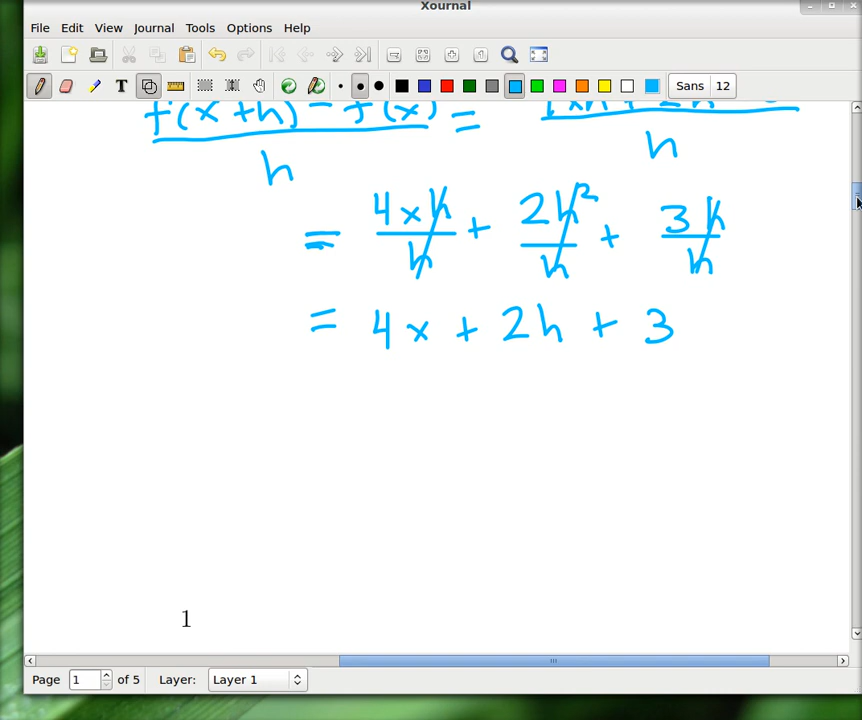 Xournal
File Edit View Journal Tools Options Help
T Sans 12
f(x+h) - f(x) =
h h
= 4xh/h + 2h²/h + 3h/h
= 4x + 2h + 3
1
Page 1 of 5 Layer: Layer 1